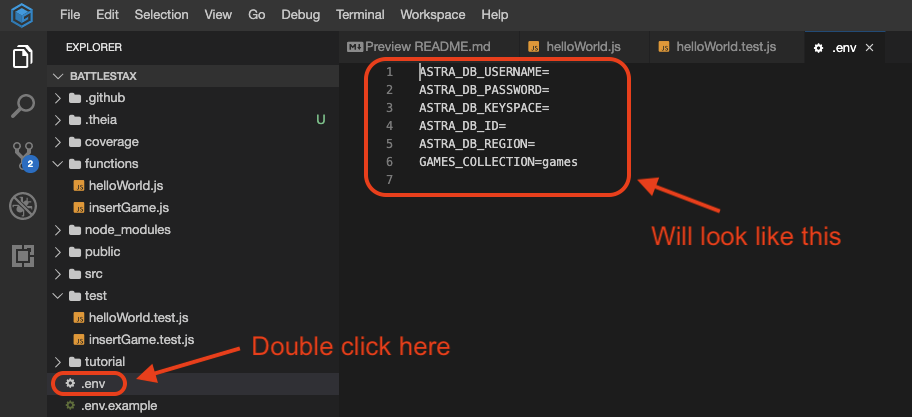 File Edit Selection View Go Debug Terminal Workspace Help
EXPLORER
Preview README.md
helloWorld.js
helloWorld.test.js
.env
BATTLESTAX
.github
.theia U
coverage
functions
helloWorld.js
insertGame.js
node_modules
public
src
test
helloWorld.test.js
insertGame.test.js
tutorial
.env
.env.example
2
1 ASTRA_DB_USERNAME=
2 ASTRA_DB_PASSWORD=
3 ASTRA_DB_KEYSPACE=
4 ASTRA_DB_ID=
5 ASTRA_DB_REGION=
6 GAMES_COLLECTION=games
7
Will look like this
Double click here